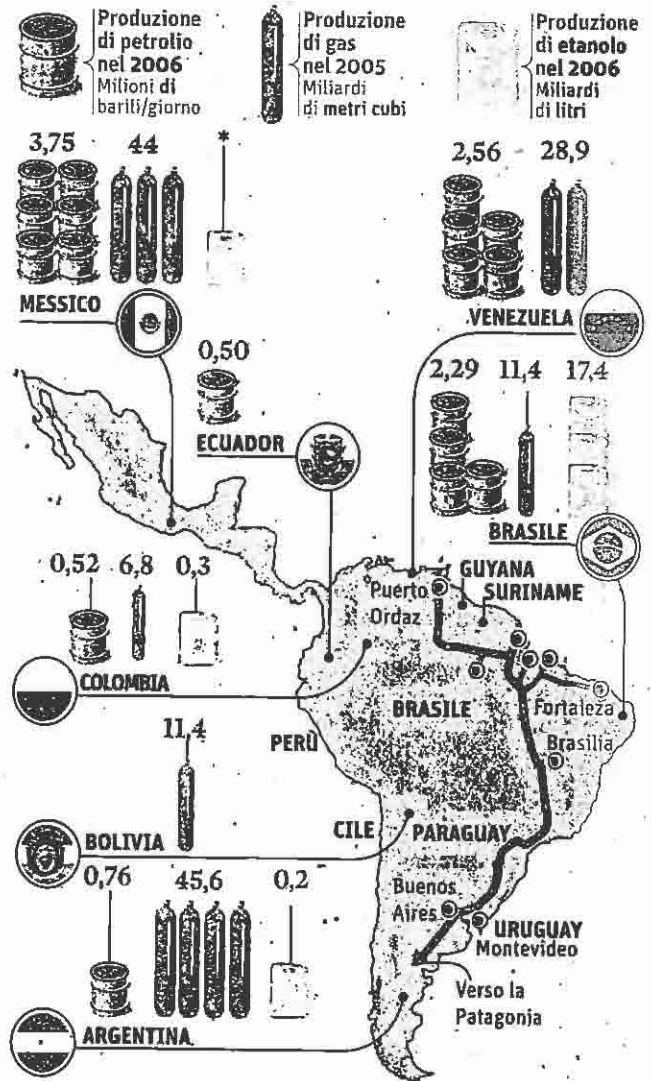 Produzione
di petrolio
nel 2006
Milioni di
barili/giorno
Produzione
di gas
nel 2005
Miliardi
di metri cubi
Produzione
di etanolo
nel 2006
Miliardi
di litri
3,75
44
*
MESSICO
2,56
28,9
VENEZUELA
0,50
ECUADOR
2,29
11,4
17,4
BRASILE
0,52
6,8
0,3
COLOMBIA
GUYANA
SURINAME
Puerto
Ordaz
BRASILE
Fortaleza
Brasilia
PERÙ
11,4
BOLIVIA
CILE
PARAGUAY
0,76
45,6
0,2
ARGENTINA
Buenos
Aires
URUGUAY
Montevideo
Verso la
Patagonia